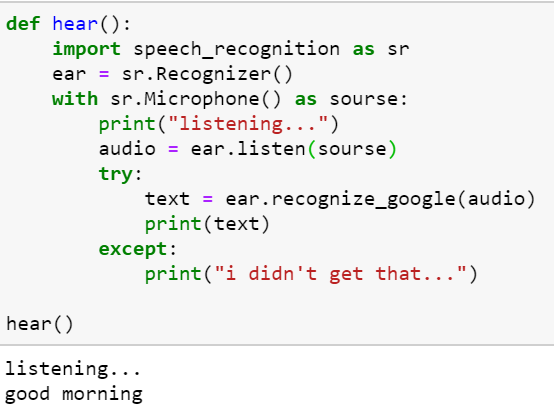 def hear():
    import speech_recognition as sr
    ear = sr.Recognizer()
    with sr.Microphone() as sourse:
        print("listening...")
        audio = ear.listen(sourse)
        try:
            text = ear.recognize_google(audio)
            print(text)
        except:
            print("i didn't get that...")

hear()
listening...
good morning